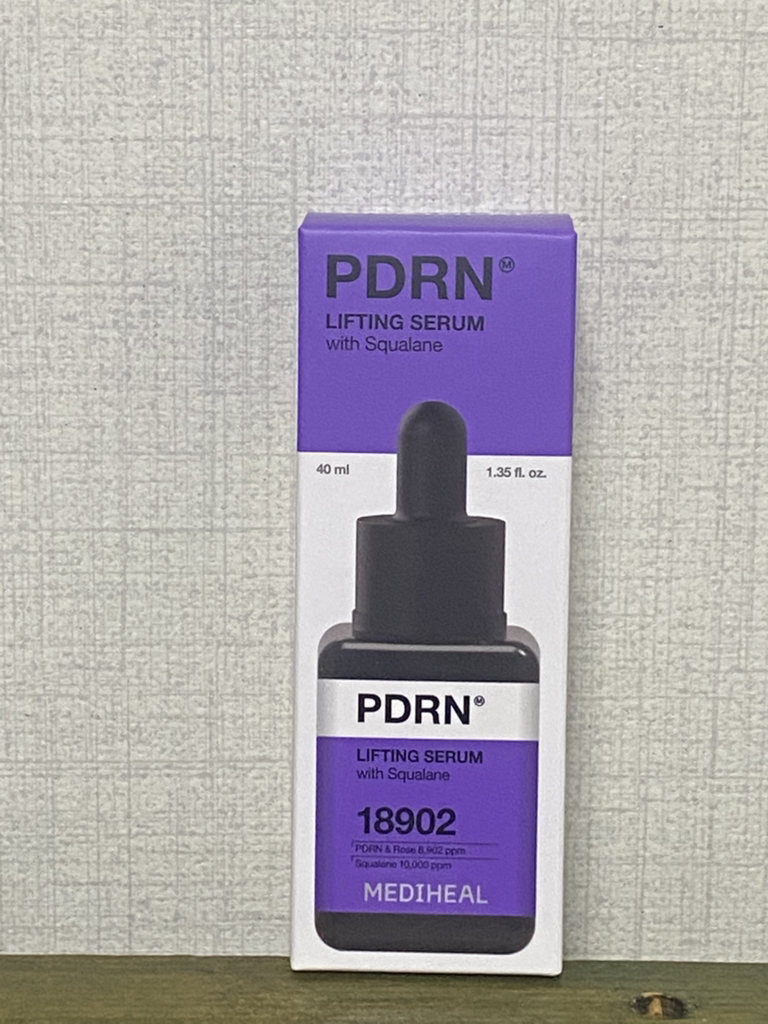 PDRN Ⓜ
LIFTING SERUM
with Squalane
40 ml
1.35 fl. oz.
PDRN Ⓜ
LIFTING SERUM
with Squalane
18902
PDRN & Rose 8,902 ppm
Squalane 10,000 ppm
MEDIHEAL